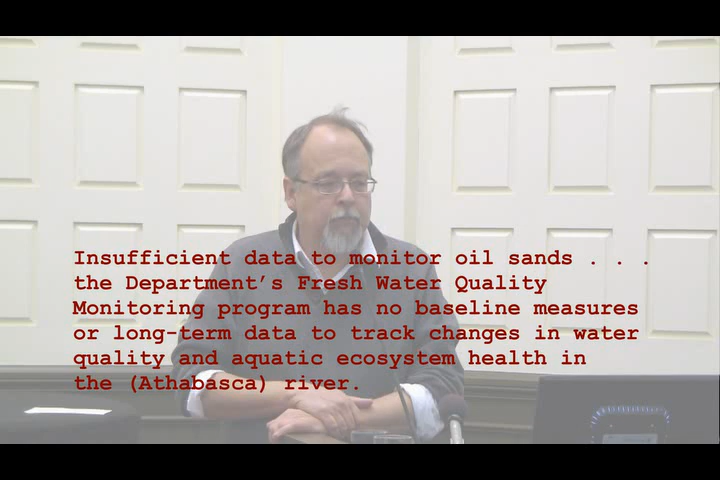 Insufficient data to monitor oil sands . . .
the Department’s Fresh Water Quality
Monitoring program has no baseline measures
or long-term data to track changes in water
quality and aquatic ecosystem health in
the (Athabasca) river.